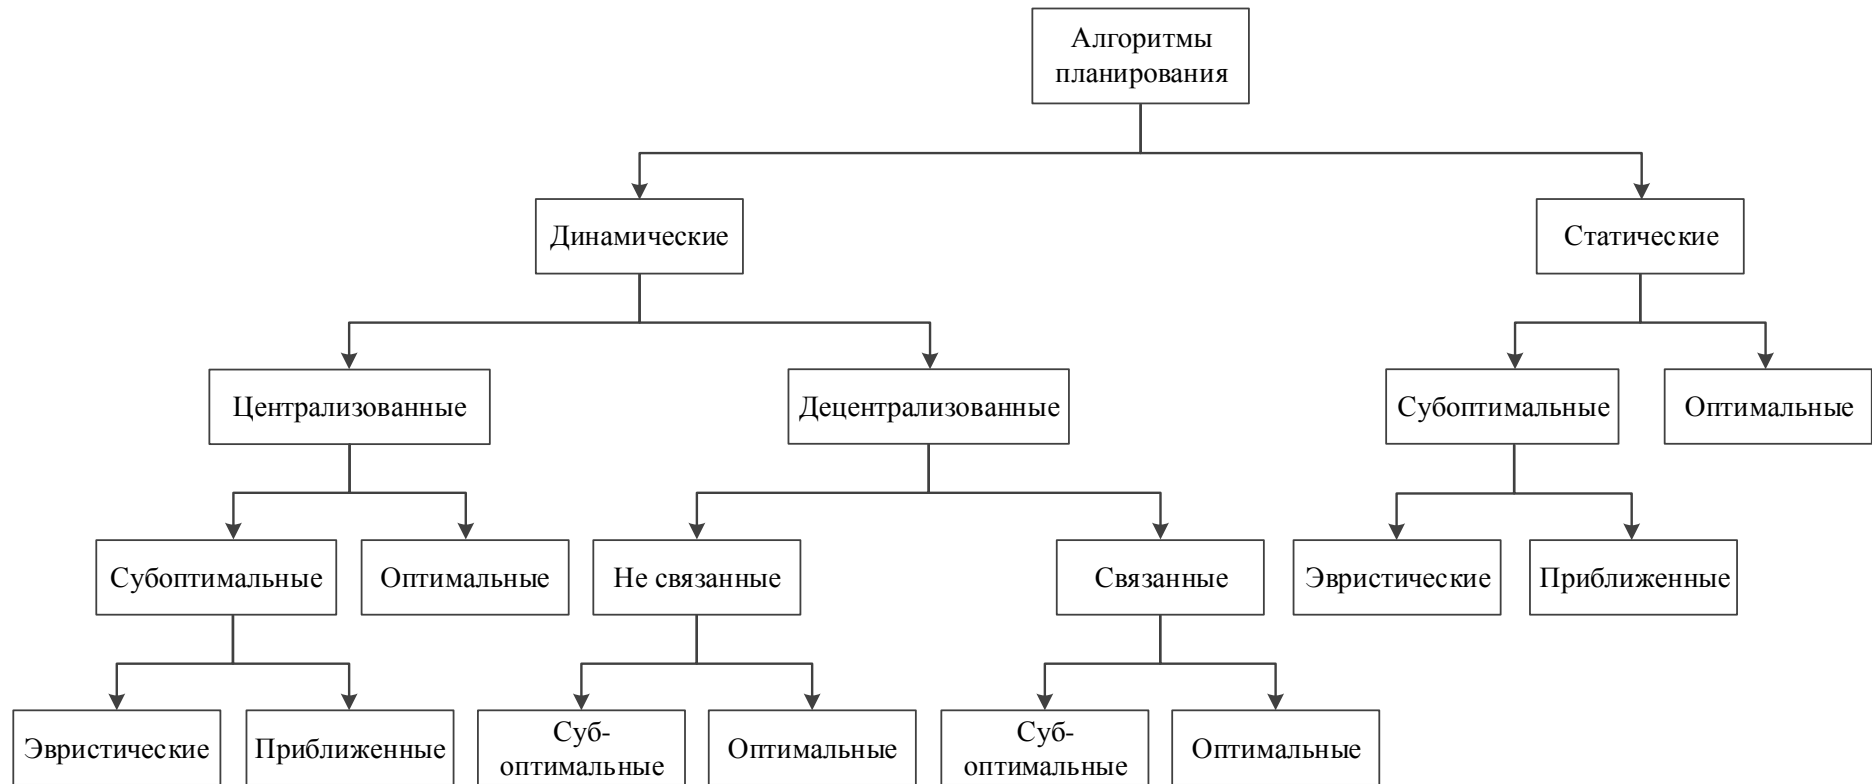 Алгоритмы
планирования
Динамические
Статические
Централизованные
Децентрализованные
Субоптимальные
Оптимальные
Субоптимальные
Оптимальные
Не связанные
Связанные
Эвристические
Приближенные
Эвристические
Приближенные
Суб-
оптимальные
Оптимальные
Суб-
оптимальные
Оптимальные